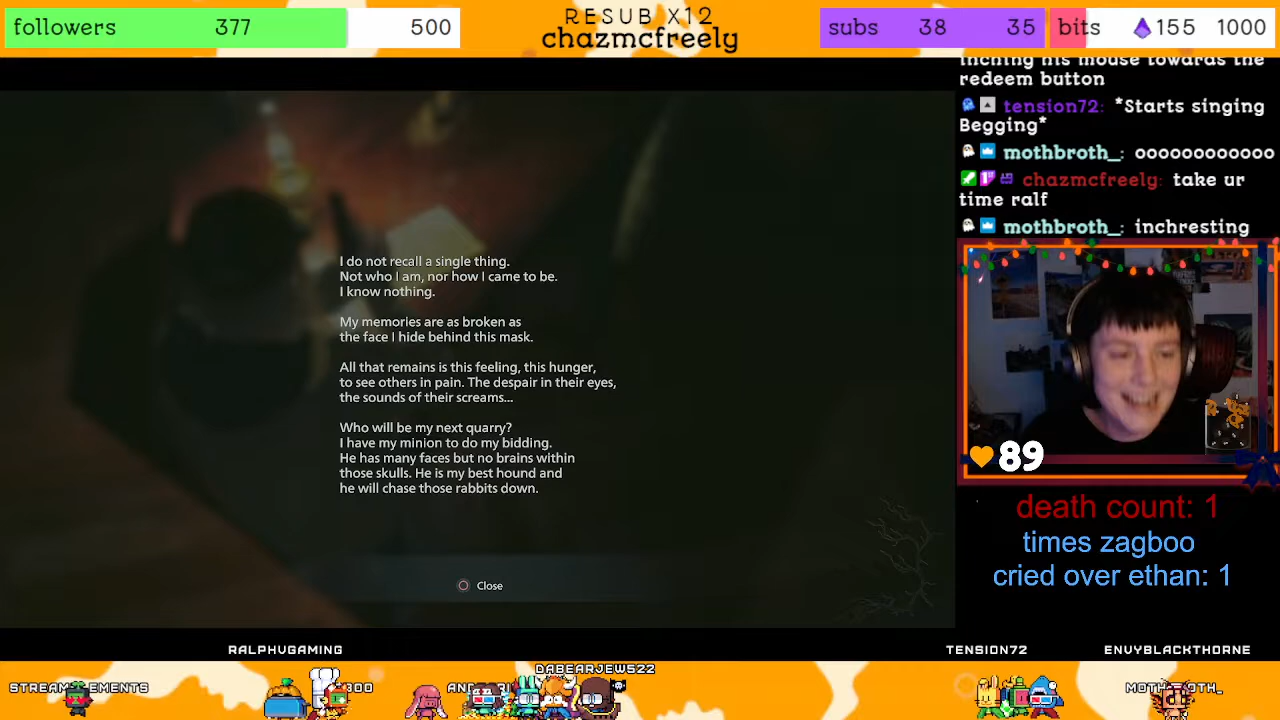 followers 377 500
RESUB X12
chazmcfreely
subs 38 35
bits 155 1000
inching his mouse towards the
redeem button
tension72: *Starts singing
Begging*
mothbroth_: oooooooooooo
chazmcfreely: take ur
time ralf
mothbroth_: inchresting
I do not recall a single thing.
Not who I am, nor how I came to be.
I know nothing.
My memories are as broken as
the face I hide behind this mask.
All that remains is this feeling, this hunger,
to see others in pain. The despair in their eyes,
the sounds of their screams...
Who will be my next quarry?
I have my minion to do my bidding.
He has many faces but no brains within
those skulls. He is my best hound and
he will chase those rabbits down.
Close
89
death count: 1
times zagboo
cried over ethan: 1
RALPHVGAMING
TENSION72
ENVYBLACKTHORNE
DABEARJEW522